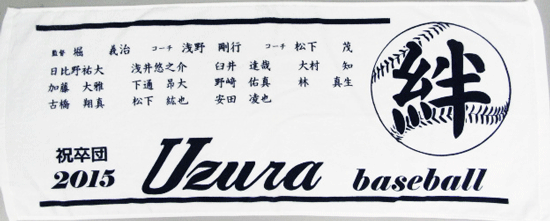 監督 堀 義治 コーチ 浅野 剛行 コーチ 松下 茂
日比野祐大 浅井悠之介 臼井 達哉 大村 知
加藤 大雅 下通 昂大 野﨑 佑真 林 真生
古橋 翔真 松下 紘也 安田 凌也
絆
祝卒団
2015 Uzura baseball